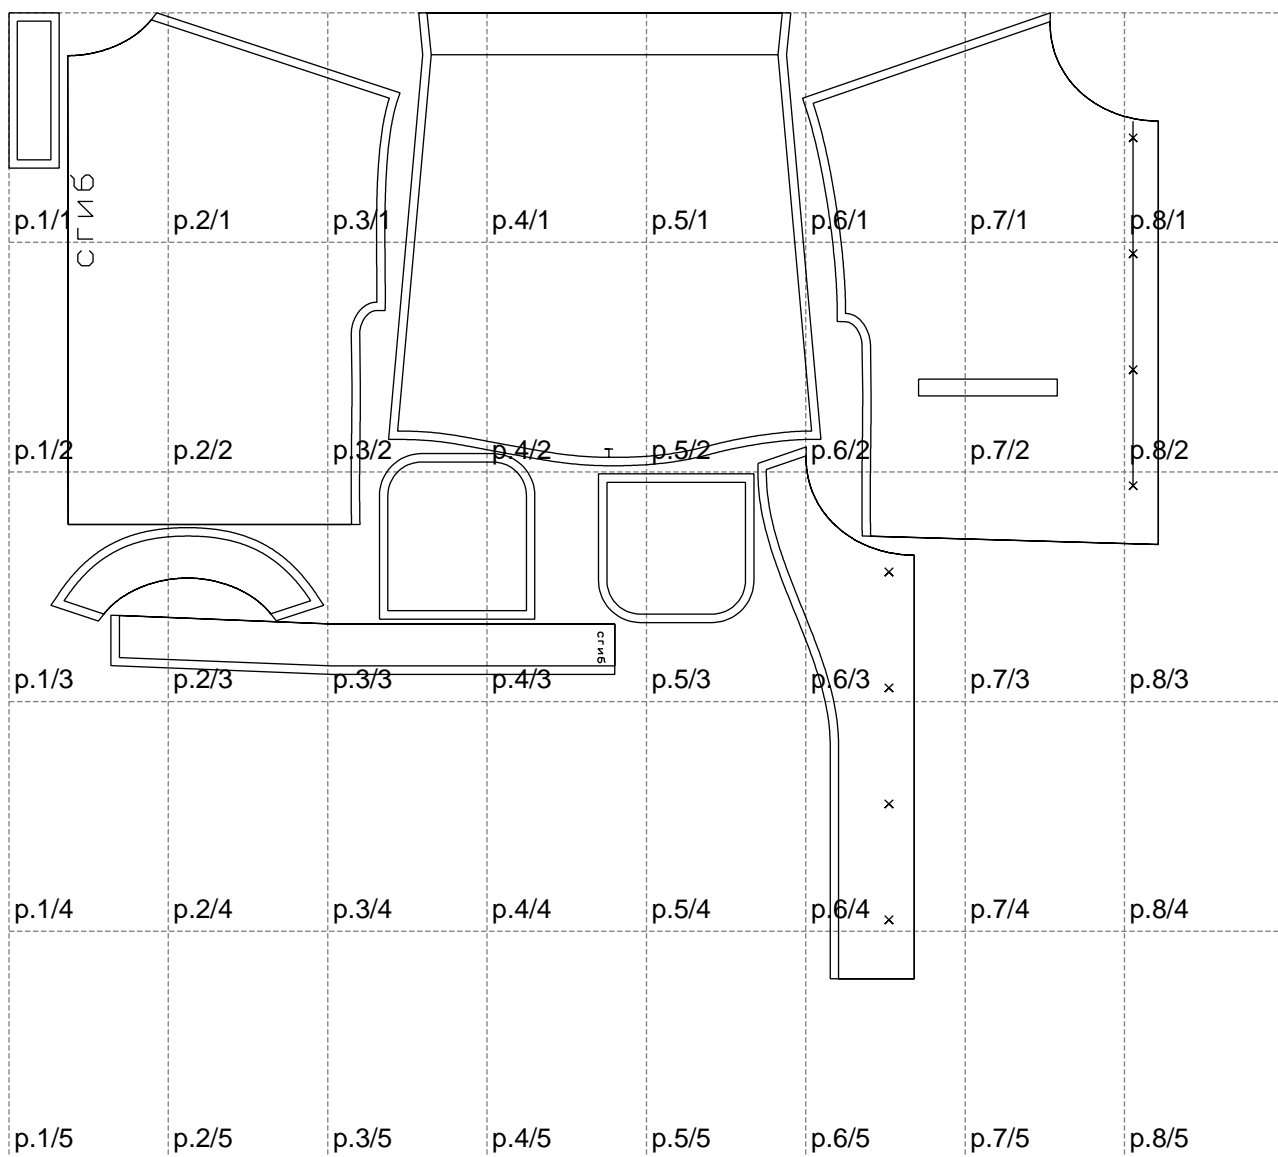 p.1/1 p.2/1 p.3/1 p.4/1 p.5/1 p.6/1 p.7/1 p.8/1
сгиб
T
p.1/2 p.2/2 p.3/2 p.4/2 p.5/2 p.6/2 p.7/2 p.8/2
сгиб
p.1/3 p.2/3 p.3/3 p.4/3 p.5/3 p.6/3 p.7/3 p.8/3
p.1/4 p.2/4 p.3/4 p.4/4 p.5/4 p.6/4 p.7/4 p.8/4
p.1/5 p.2/5 p.3/5 p.4/5 p.5/5 p.6/5 p.7/5 p.8/5